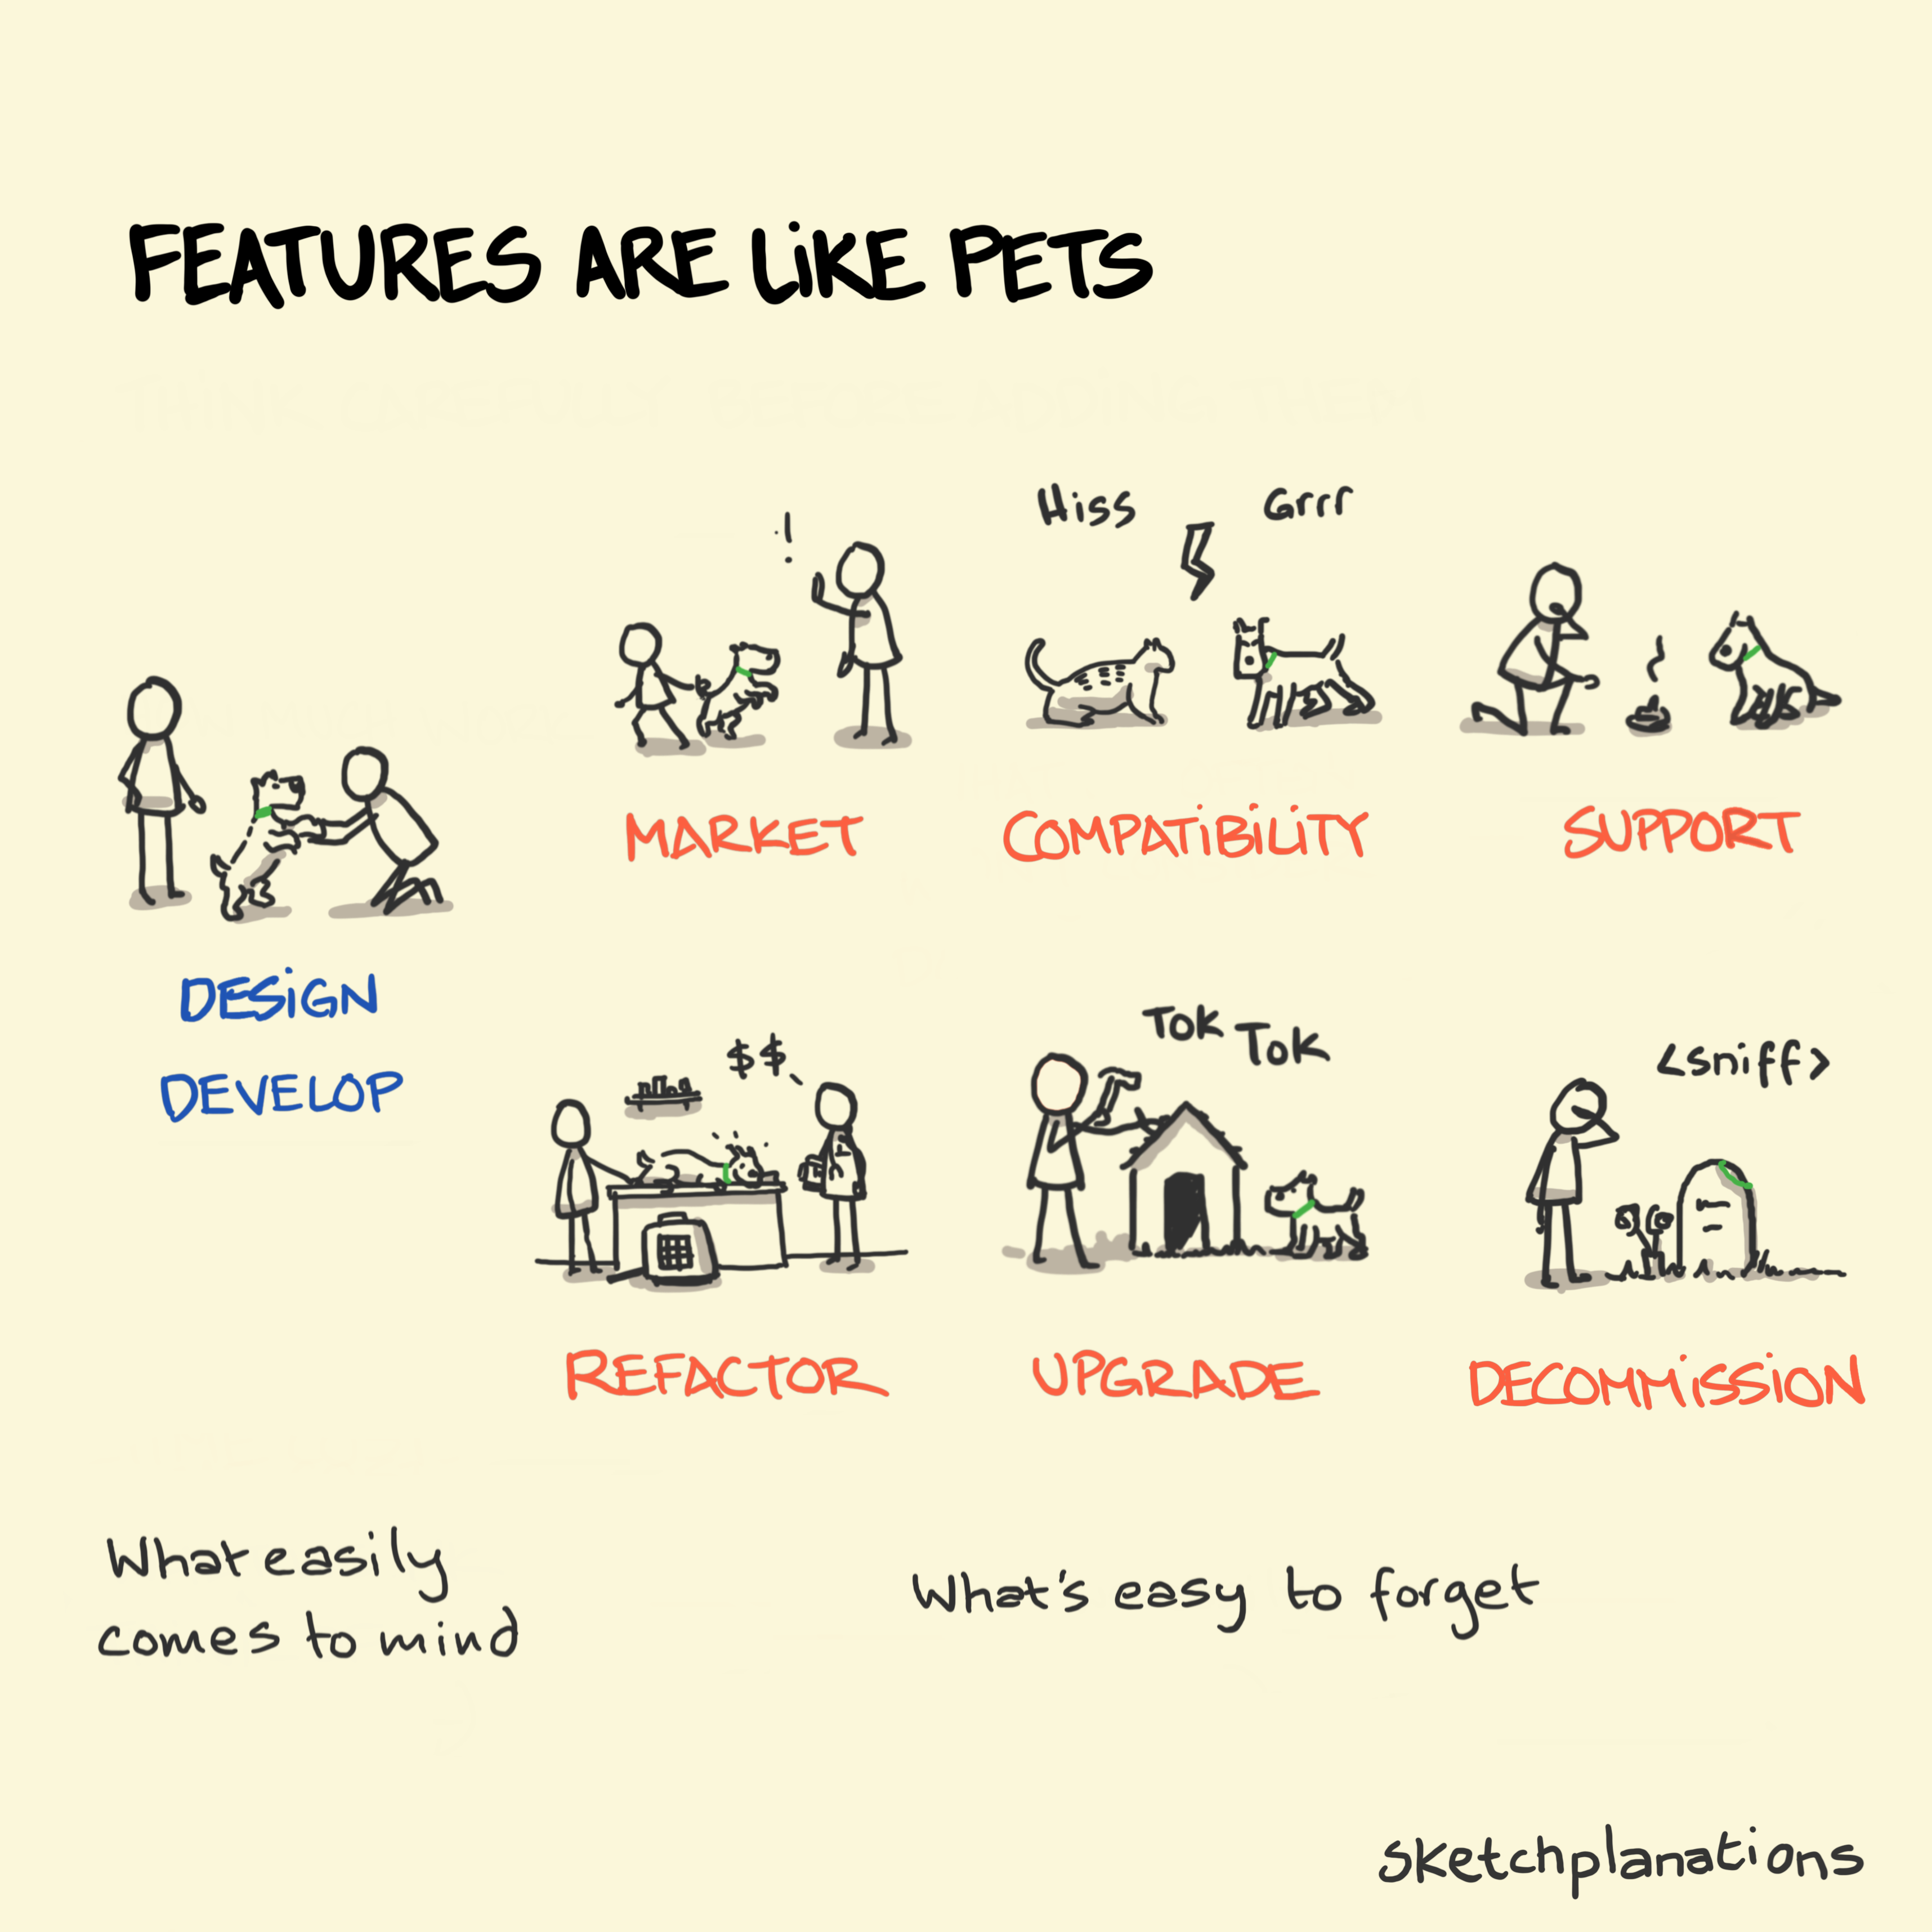 FEATURES ARE LiKE PETS
!
Hiss
Grrr
MARKET
COMPATiBiLiTY
SUPPORT
DESiGN
DEVELOP
$$
TOK TOK
<sniff>
REFACTOR
UPGRADE
DECOMMiSSiON
What easily
comes to mind
What's easy to forget
sketchplanations